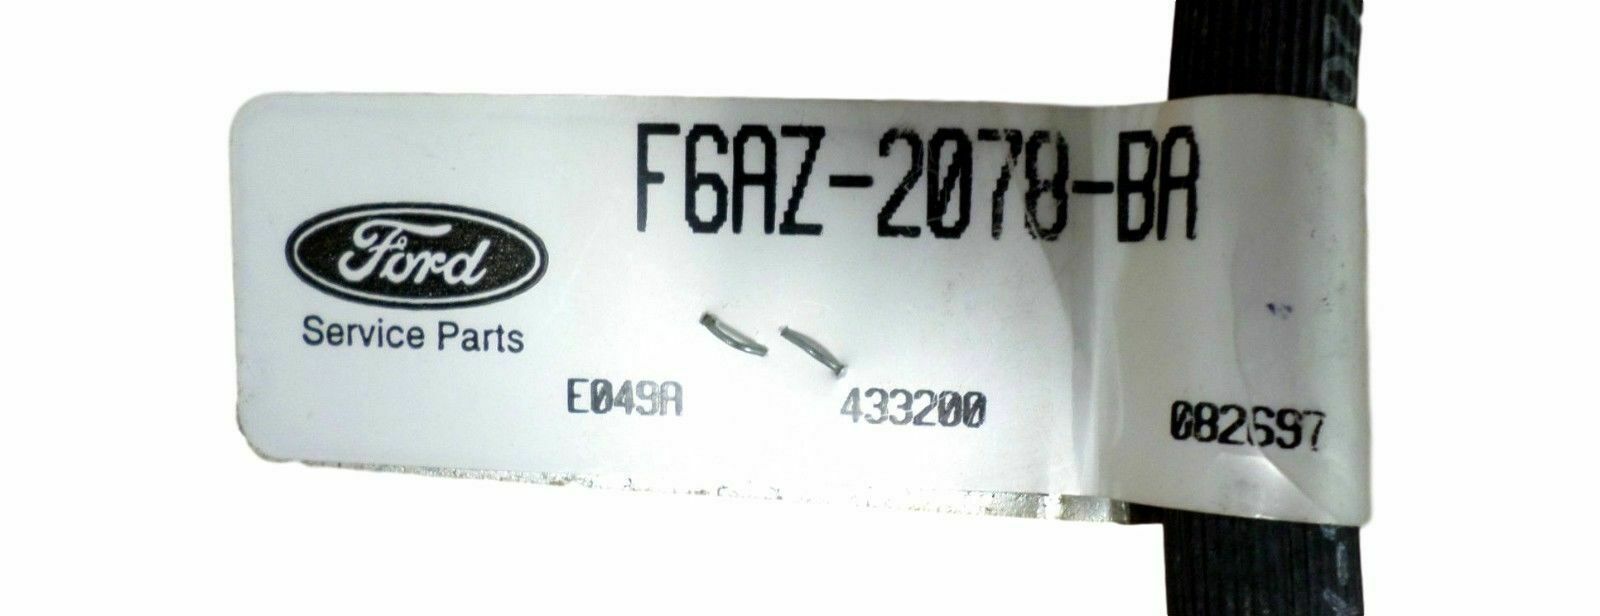 F6AZ-2078-BA
Ford
Service Parts
E049A 433200 082697